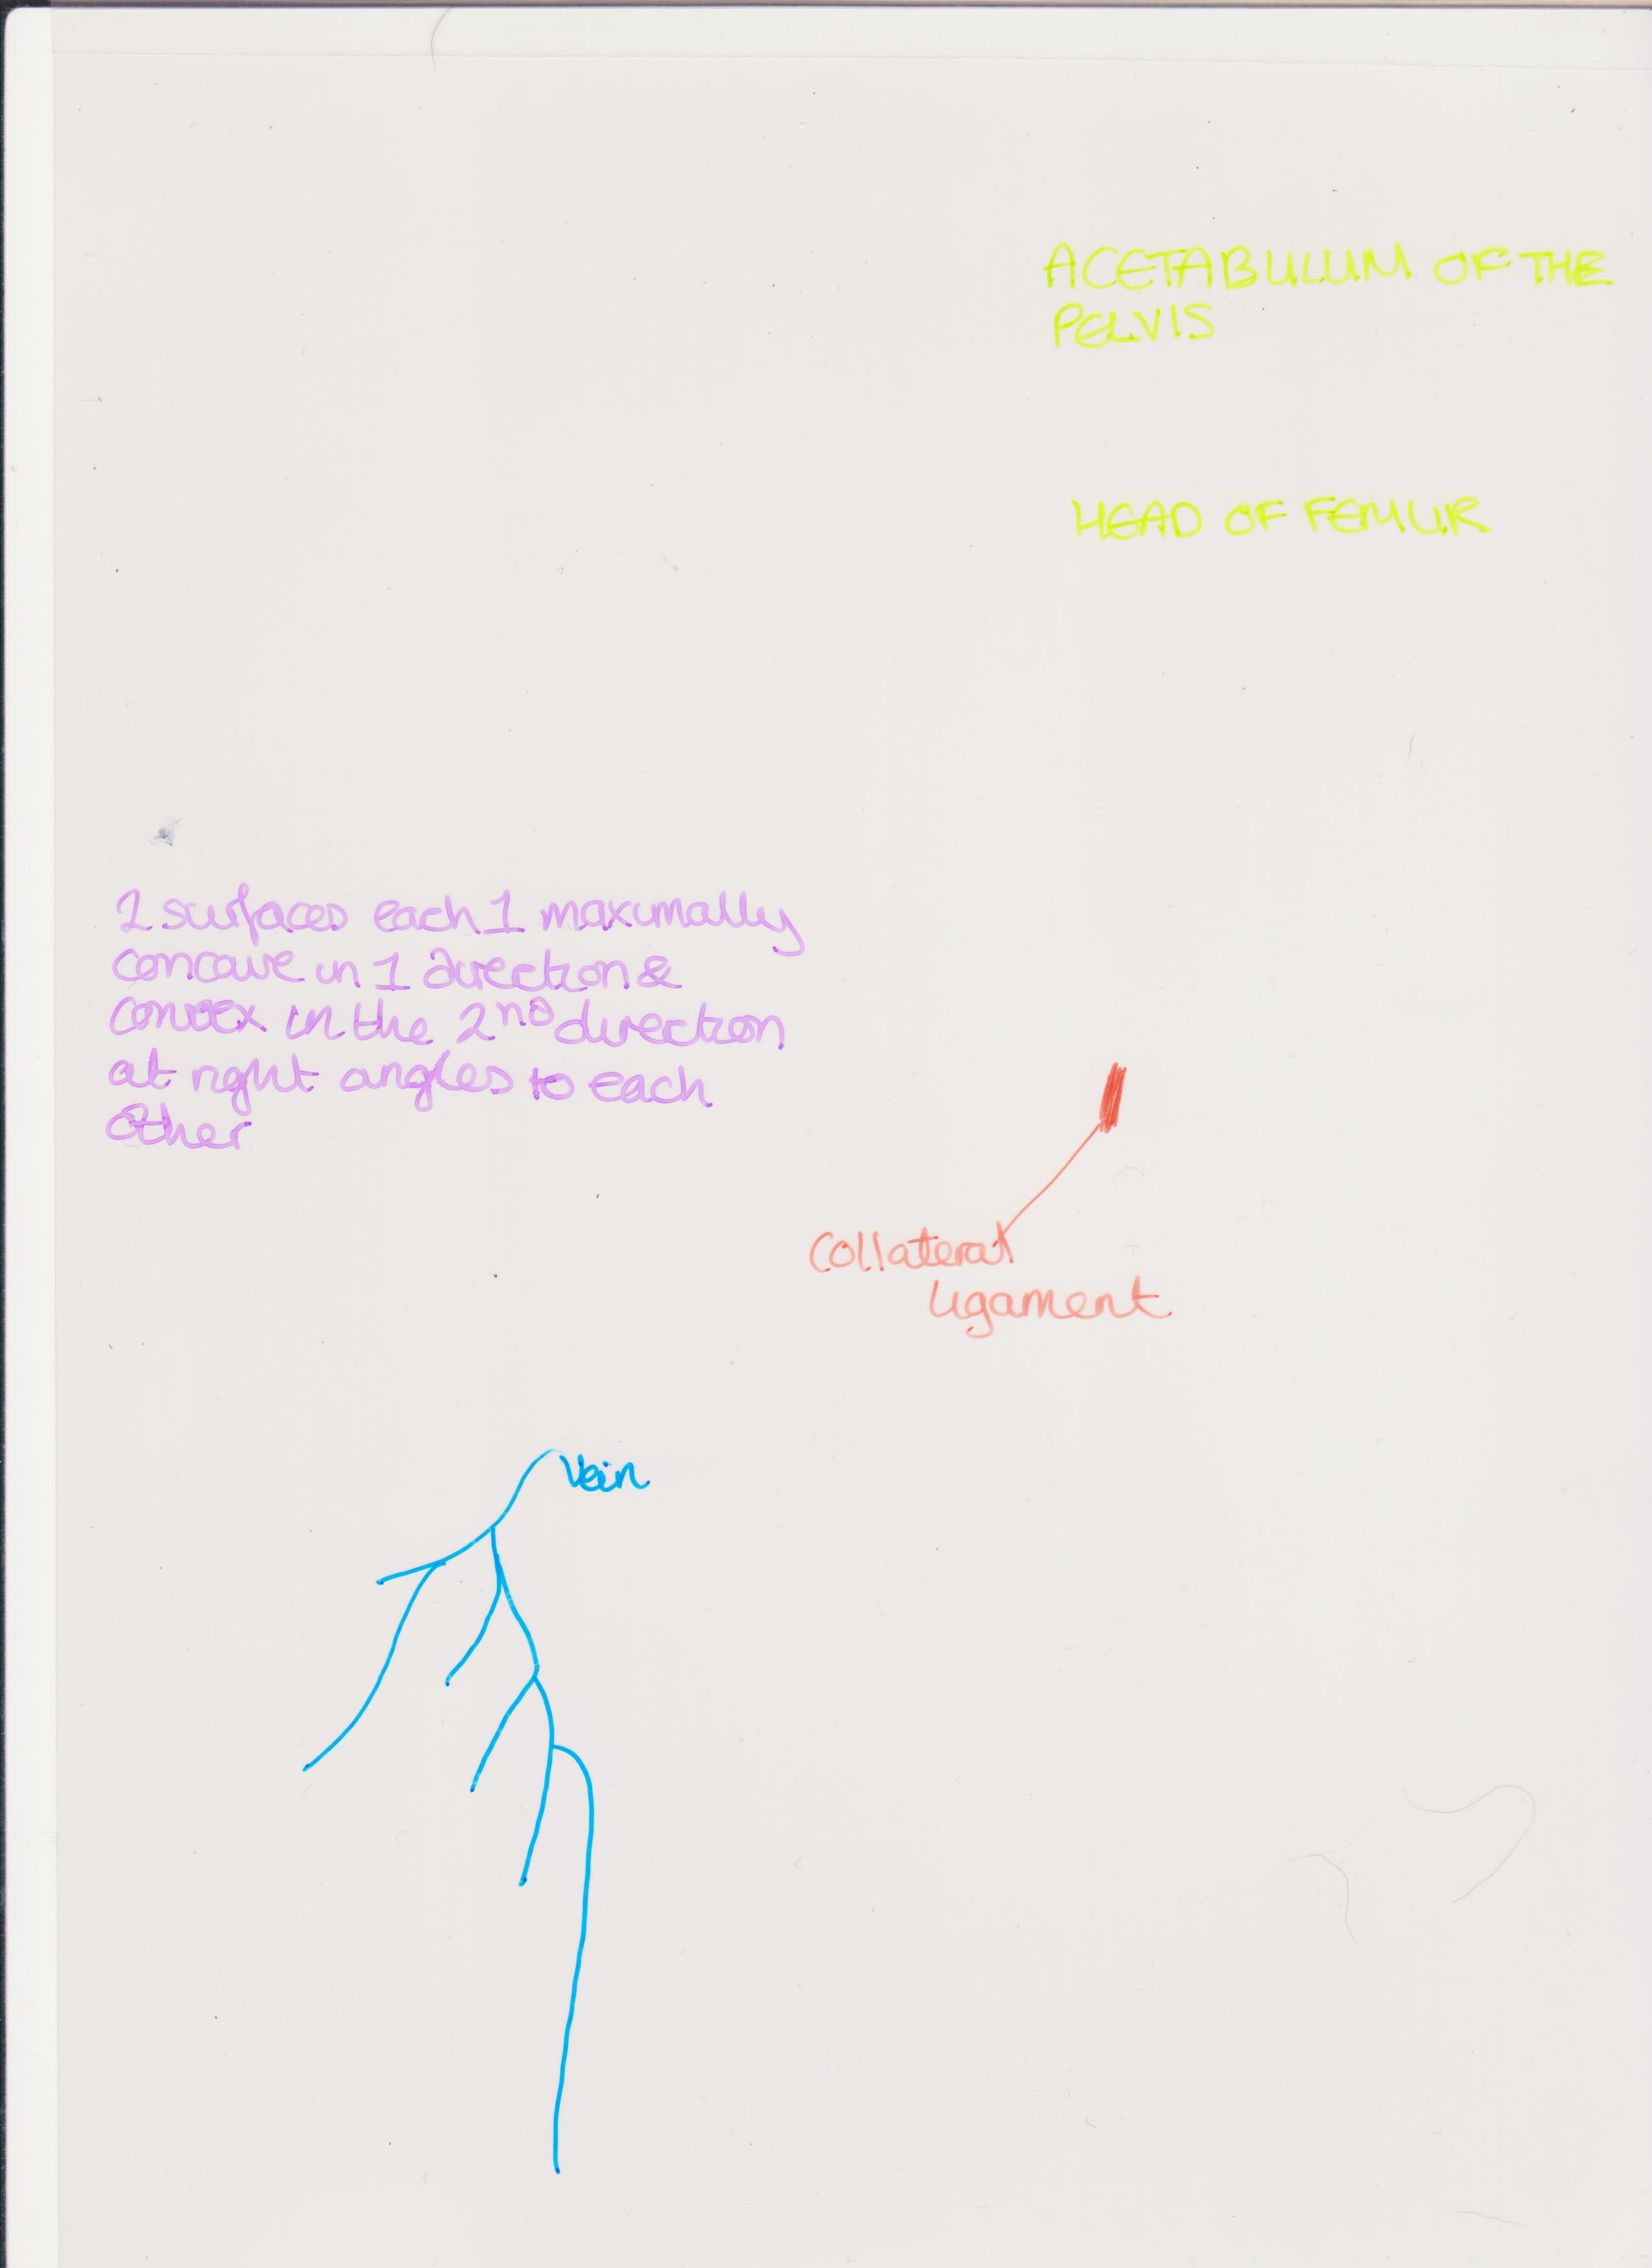 ACETABULUM OF THE
PELVIS
HEAD OF FEMUR
2 surfaces each 1 maximally
concave in 1 direction &
convex in the 2nd direction
at right angles to each
other
Collateral
ligament
Vein